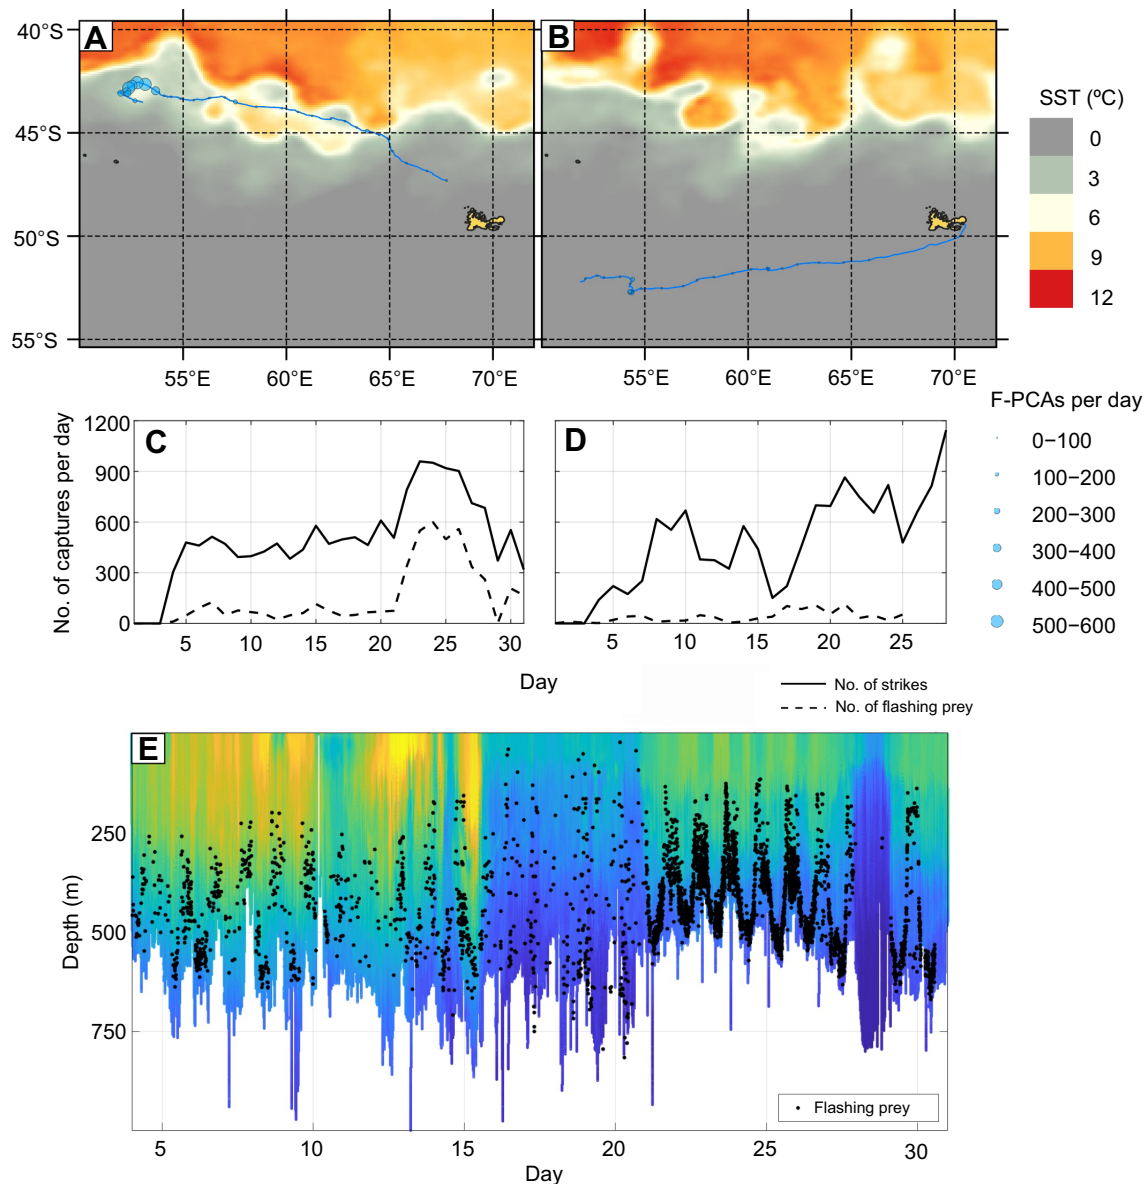 A
B
40°S
45°S
50°S
55°S
55°E
60°E
65°E
70°E
55°E
60°E
65°E
70°E
SST (ºC)
0
3
6
9
12
F-PCAs per day
0–100
100–200
200–300
300–400
400–500
500–600
C
D
No. of captures per day
1200
900
600
300
0
5
10
15
20
25
30
5
10
15
20
25
Day
No. of strikes
No. of flashing prey
E
Depth (m)
250
500
750
Flashing prey
5
10
15
20
25
30
Day